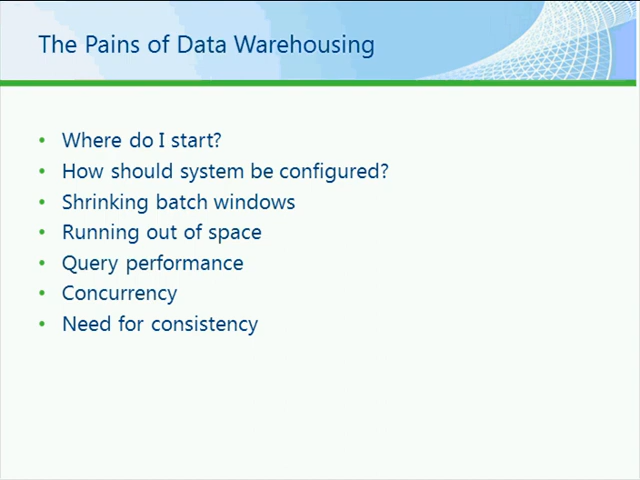 The Pains of Data Warehousing
• Where do I start?
• How should system be configured?
• Shrinking batch windows
• Running out of space
• Query performance
• Concurrency
• Need for consistency